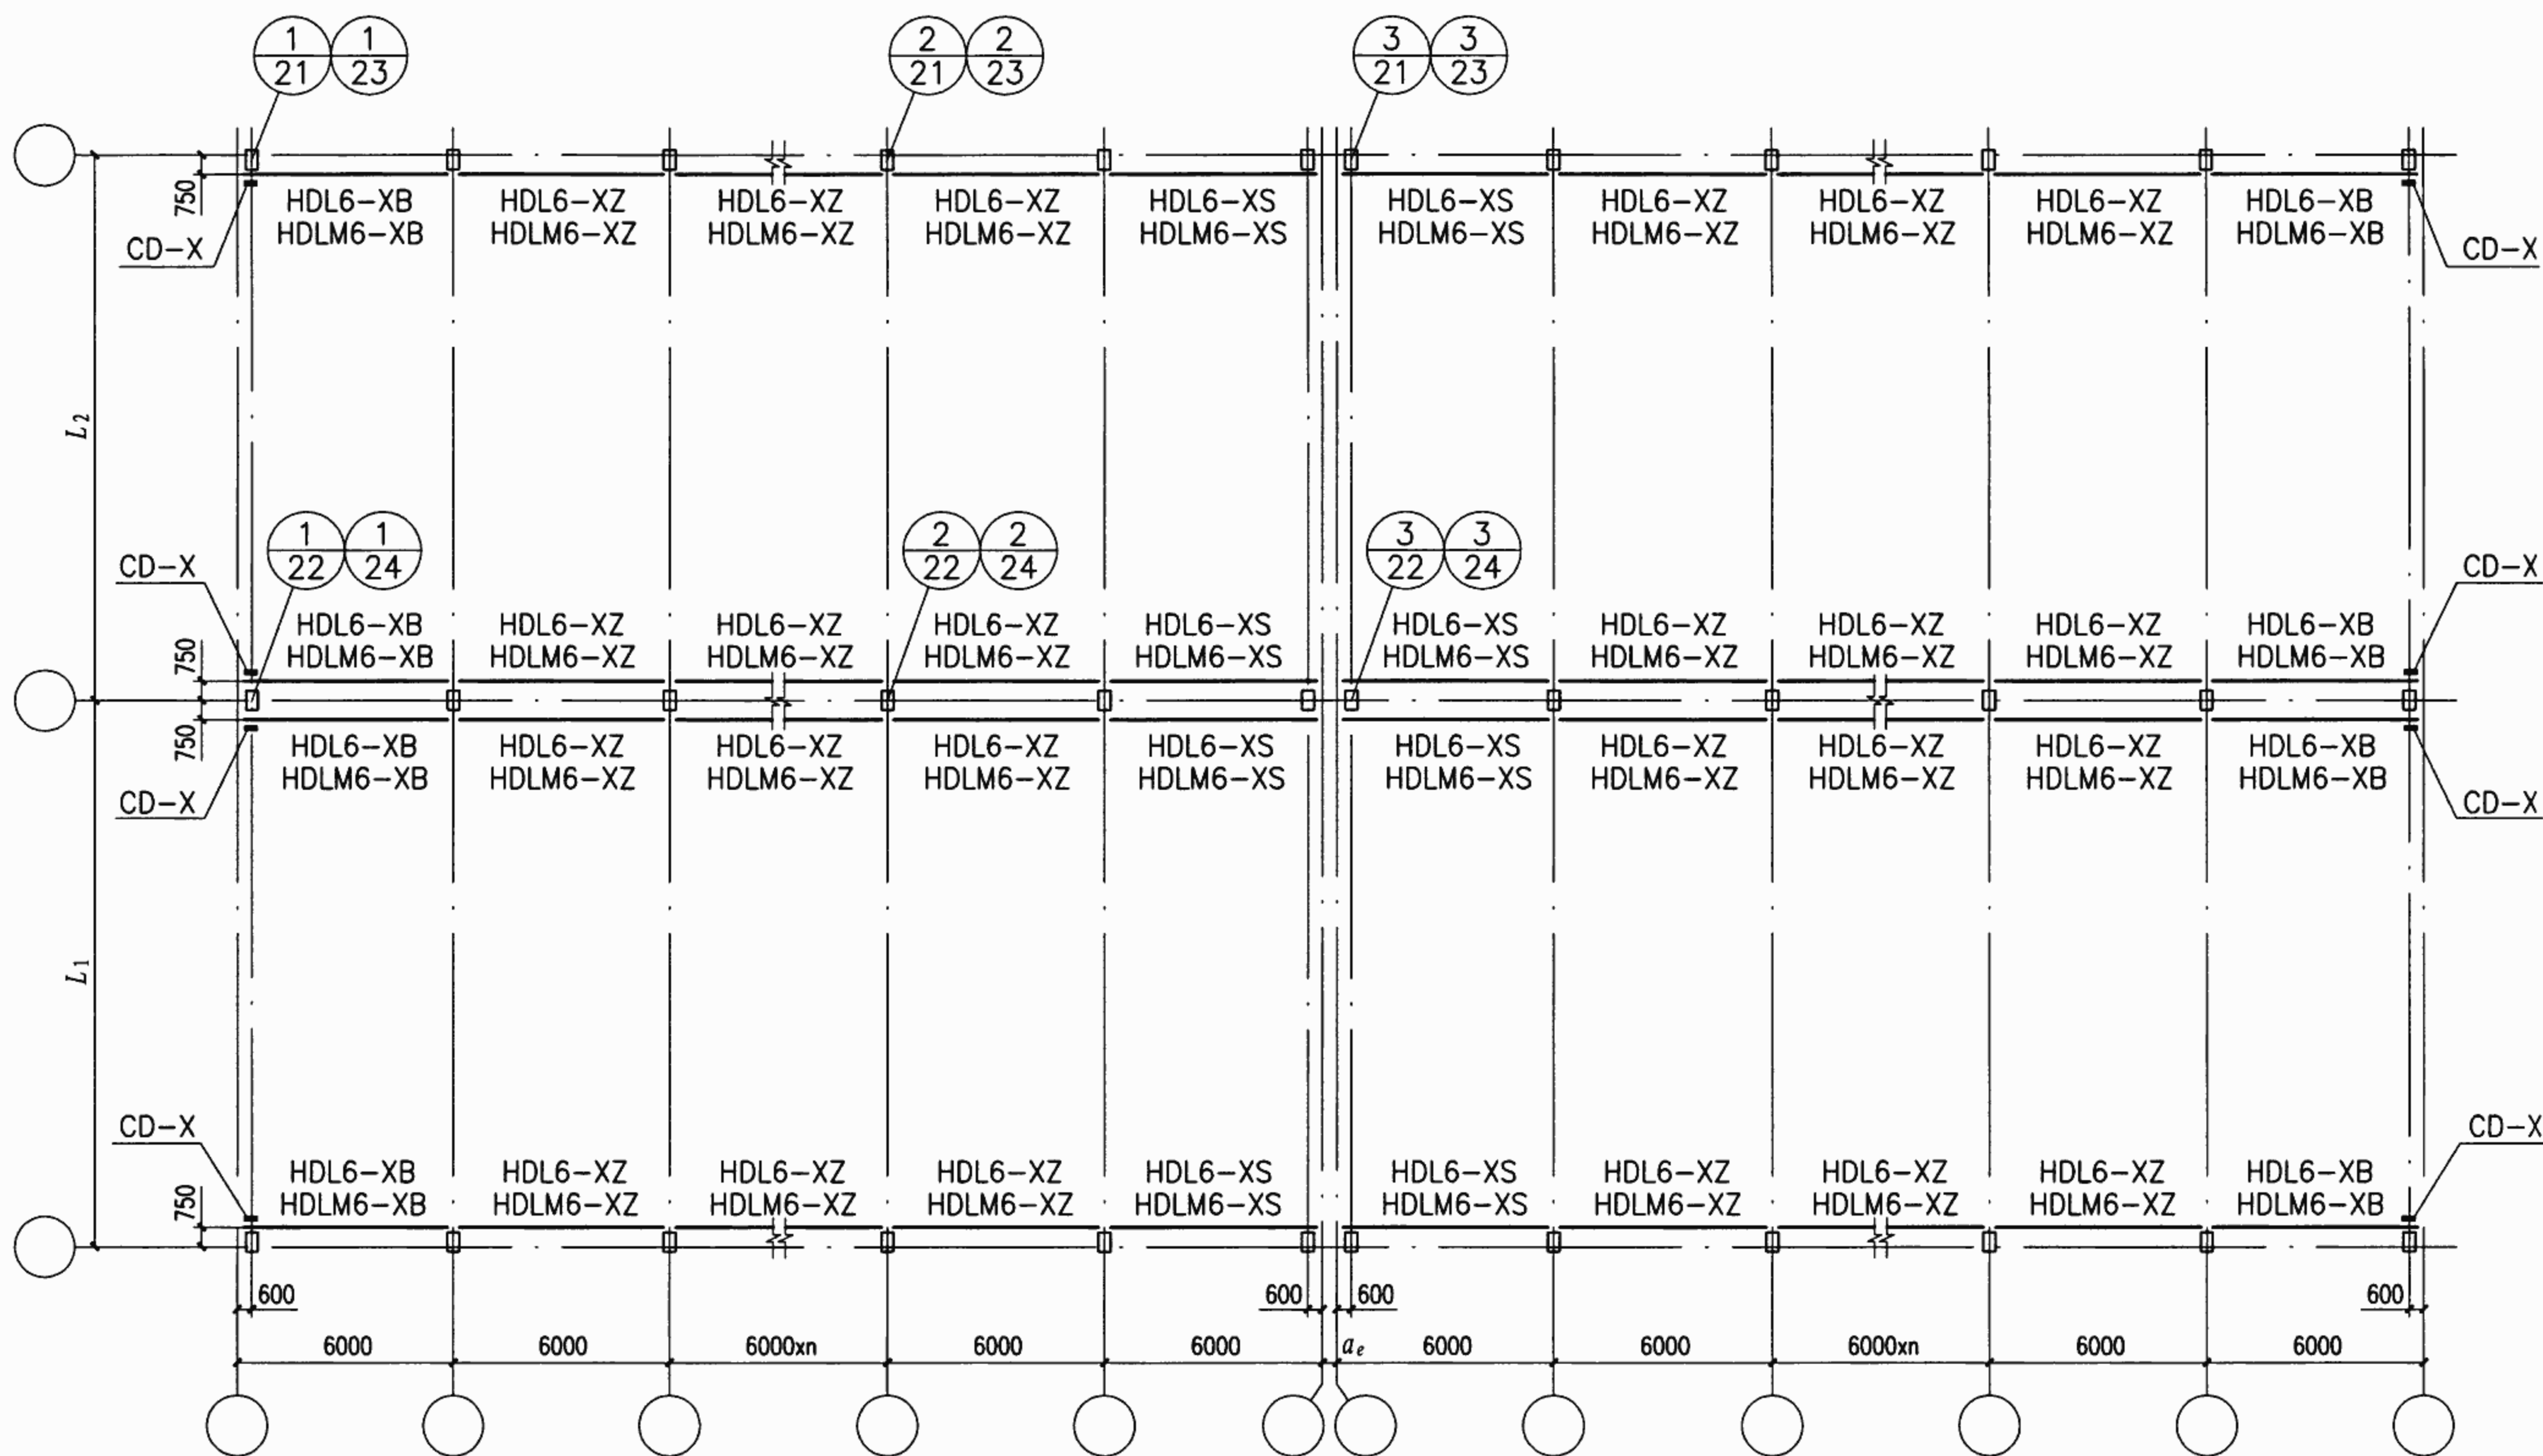 1 1 2 2 3 3
21 23 21 23 21 23
750
HDL6-XB HDL6-XZ HDL6-XZ HDL6-XZ HDL6-XS HDL6-XS HDL6-XZ HDL6-XZ HDL6-XZ HDL6-XB
HDLM6-XB HDLM6-XZ HDLM6-XZ HDLM6-XZ HDLM6-XS HDLM6-XS HDLM6-XZ HDLM6-XZ HDLM6-XZ HDLM6-XB
CD-X CD-X
L2
1 1 2 2 3 3
22 24 22 24 22 24
CD-X CD-X
HDL6-XB HDL6-XZ HDL6-XZ HDL6-XZ HDL6-XS HDL6-XS HDL6-XZ HDL6-XZ HDL6-XZ HDL6-XB
750 HDLM6-XB HDLM6-XZ HDLM6-XZ HDLM6-XZ HDLM6-XS HDLM6-XS HDLM6-XZ HDLM6-XZ HDLM6-XZ HDLM6-XB
750 HDL6-XB HDL6-XZ HDL6-XZ HDL6-XZ HDL6-XS HDL6-XS HDL6-XZ HDL6-XZ HDL6-XZ HDL6-XB
HDLM6-XB HDLM6-XZ HDLM6-XZ HDLM6-XZ HDLM6-XS HDLM6-XS HDLM6-XZ HDLM6-XZ HDLM6-XZ HDLM6-XB
CD-X CD-X
L1
CD-X CD-X
HDL6-XB HDL6-XZ HDL6-XZ HDL6-XZ HDL6-XS HDL6-XS HDL6-XZ HDL6-XZ HDL6-XZ HDL6-XB
750 HDLM6-XB HDLM6-XZ HDLM6-XZ HDLM6-XZ HDLM6-XS HDLM6-XS HDLM6-XZ HDLM6-XZ HDLM6-XZ HDLM6-XB
600 600 600 600
6000 6000 6000xn 6000 6000 ae 6000 6000 6000xn 6000 6000